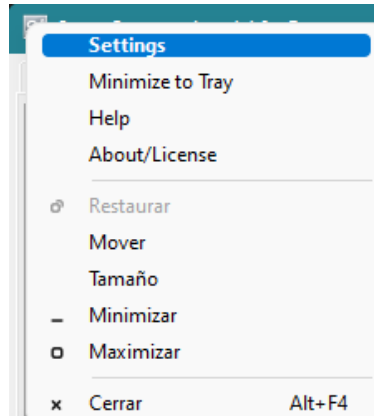 Settings
Minimize to Tray
Help
About/License
Restaurar
Mover
Tamaño
Minimizar
Maximizar
Cerrar Alt+F4